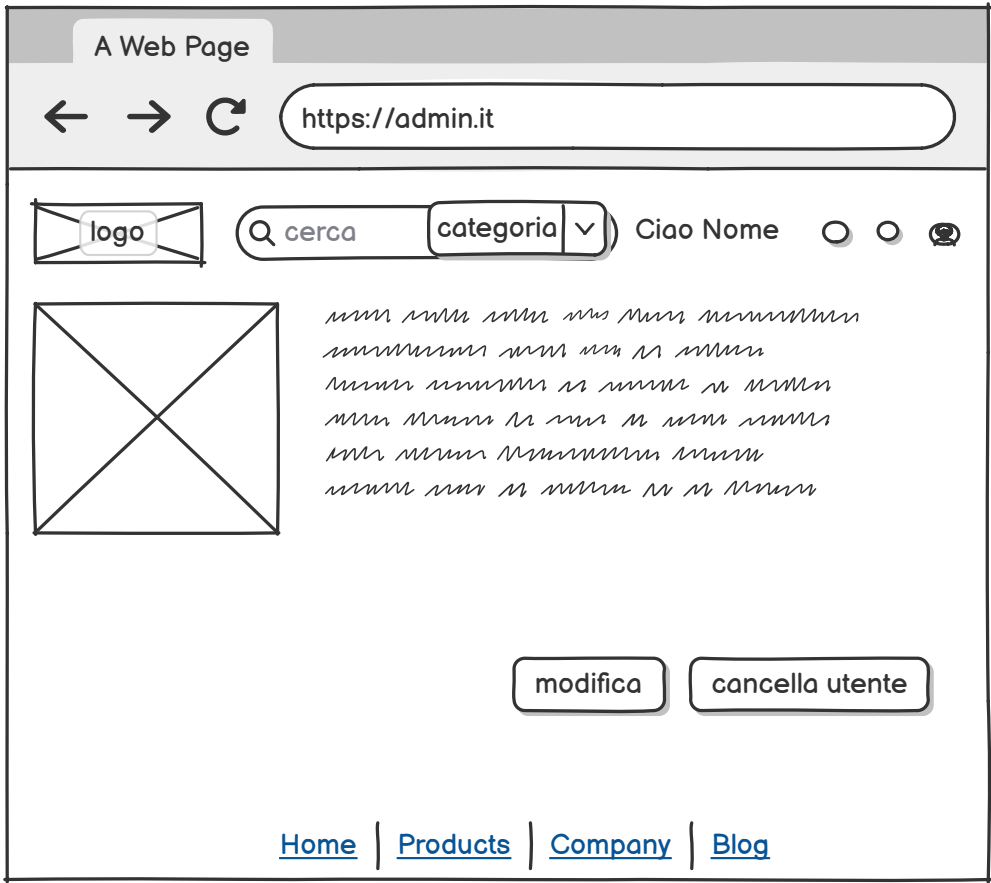 A Web Page
https://admin.it
logo
cerca
categoria
Ciao Nome
modifica
cancella utente
Home
Products
Company
Blog